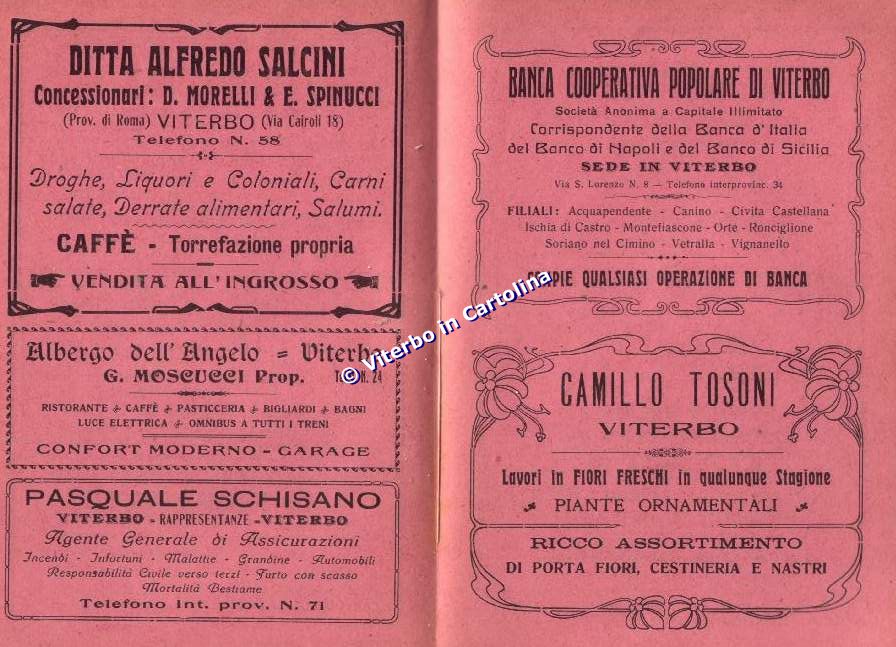 DITTA ALFREDO SALCINI
Concessionari: D. MORELLI & E. SPINUCCI
(Prov. di Roma) VITERBO (Via Cairoli 18)
Telefono N. 58
Droghe, Liquori e Coloniali, Carni
salate, Derrate alimentari, Salumi.
CAFFÈ - Torrefazione propria
VENDITA ALL'INGROSSO
Albergo dell'Angelo = Viterbo
G. MOSCUCCI Prop. N. 24
RISTORANTE CAFFÈ PASTICCERIA BIGLIARDI BAGNI
LUCE ELETTRICA OMNIBUS A TUTTI I TRENI
CONFORT MODERNO - GARAGE
PASQUALE SCHISANO
VITERBO - RAPPRESENTANZE - VITERBO
Agente Generale di Assicurazioni
Incendi - Infortuni - Malattie - Grandine - Automobili
Responsabilità Civile verso terzi - Furto con scasso
Mortalità Bestiame
Telefono Int. prov. N. 71
BANCA COOPERATIVA POPOLARE DI VITERBO
Società Anonima a Capitale Illimitato
Corrispondente della Banca d'Italia
del Banco di Napoli e del Banco di Sicilia
SEDE IN VITERBO
Via S. Lorenzo N. 8 - Telefono interprovinc. 34
FILIALI: Acquapendente - Canino - Civita Castellana
Ischia di Castro - Montefiascone - Orte - Ronciglione
Soriano nel Cimino - Vetralla - Vignanello
QUALSIASI OPERAZIONE DI BANCA
CAMILLO TOSONI
VITERBO
Lavori in FIORI FRESCHI in qualunque Stagione
PIANTE ORNAMENTALI
RICCO ASSORTIMENTO
DI PORTA FIORI, CESTINERIA E NASTRI
© Viterbo in Cartolina